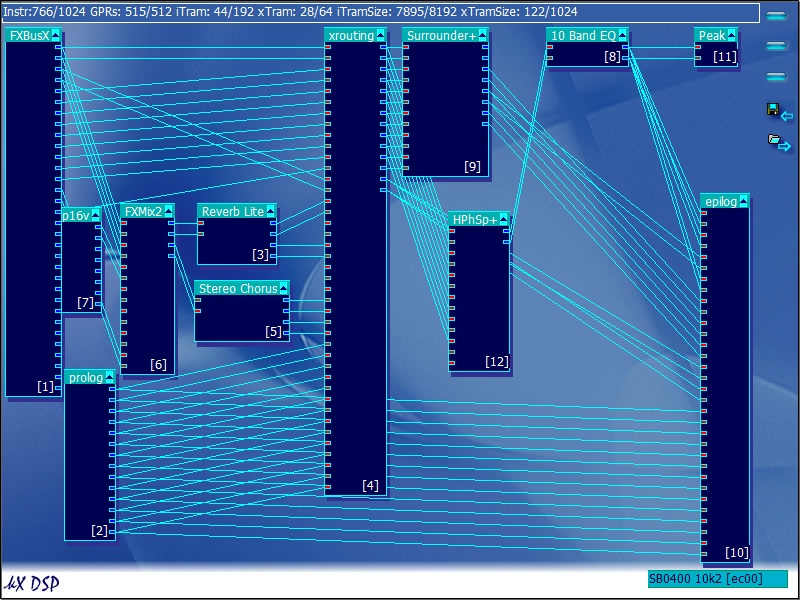 Instr:766/1024 GPRs: 515/512 iTram: 44/192 xTram: 28/64 iTramSize: 7895/8192 xTramSize: 122/1024
FXBusX
xrouting
Surrounder+
10 Band EQ
Peak
[8]
[11]
[9]
epilog
p16v
FXMix2
Reverb Lite
HPhSp+
[3]
Stereo Chorus
[7]
[5]
[6]
[12]
prolog
[1]
[4]
[2]
[10]
µX DSP
SB0400 10k2 [ec00]